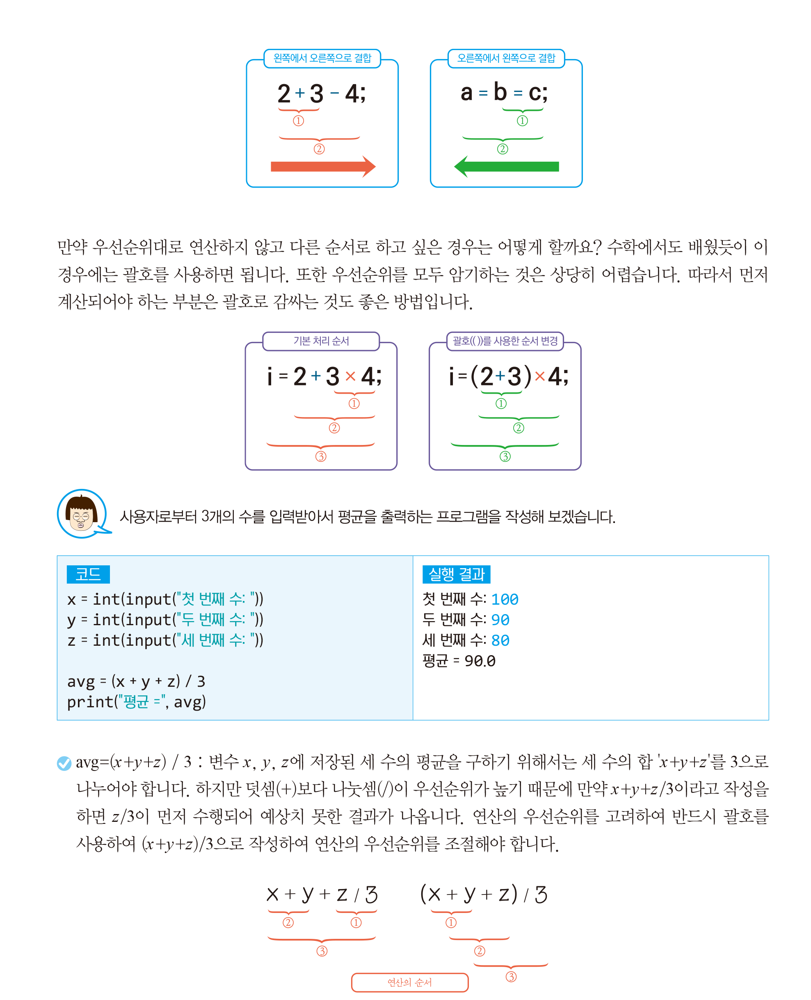 왼쪽에서 오른쪽으로 결합
2 + 3 − 4;
①
②
오른쪽에서 왼쪽으로 결합
a = b = c;
①
②
만약 우선순위대로 연산하지 않고 다른 순서로 하고 싶은 경우는 어떻게 할까요? 수학에서도 배웠듯이 이
경우에는 괄호를 사용하면 됩니다. 또한 우선순위를 모두 암기하는 것은 상당히 어렵습니다. 따라서 먼저
계산되어야 하는 부분은 괄호로 감싸는 것도 좋은 방법입니다.
기본 처리 순서
i = 2 + 3 × 4;
①
②
③
괄호(( ))를 사용한 순서 변경
i=(2+3)×4;
①
②
③
사용자로부터 3개의 수를 입력받아서 평균을 출력하는 프로그램을 작성해 보겠습니다.
코드
x = int(input("첫 번째 수: "))
y = int(input("두 번째 수: "))
z = int(input("세 번째 수: "))
avg = (x + y + z) / 3
print("평균 =", avg)
실행 결과
첫 번째 수: 100
두 번째 수: 90
세 번째 수: 80
평균 = 90.0
avg=(x+y+z) / 3 : 변수 x, y, z에 저장된 세 수의 평균을 구하기 위해서는 세 수의 합 'x+y+z'를 3으로
나누어야 합니다. 하지만 덧셈(+)보다 나눗셈(/)이 우선순위가 높기 때문에 만약 x+y+z/3이라고 작성을
하면 z/3이 먼저 수행되어 예상치 못한 결과가 나옵니다. 연산의 우선순위를 고려하여 반드시 괄호를
사용하여 (x+y+z)/3으로 작성하여 연산의 우선순위를 조절해야 합니다.
x + y + z / 3
② ①
③
(x + y + z) / 3
①
②
③
연산의 순서